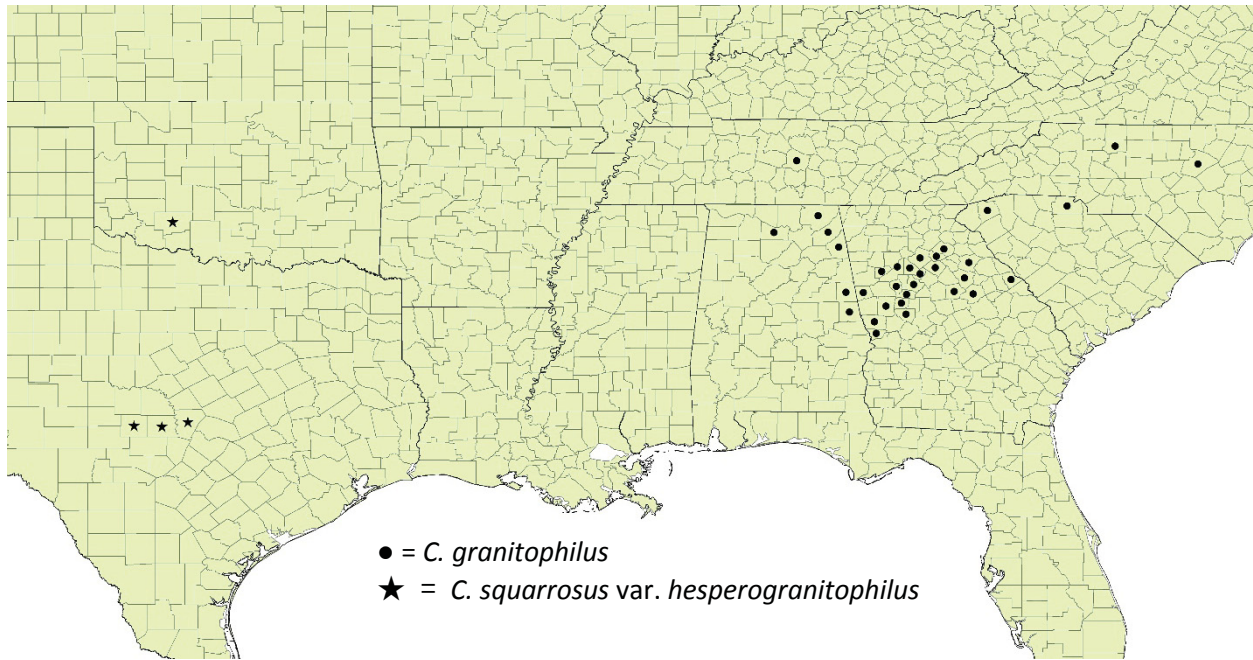 ● = C. granitophilus
★ = C. squarrosus var. hesperogranitophilus